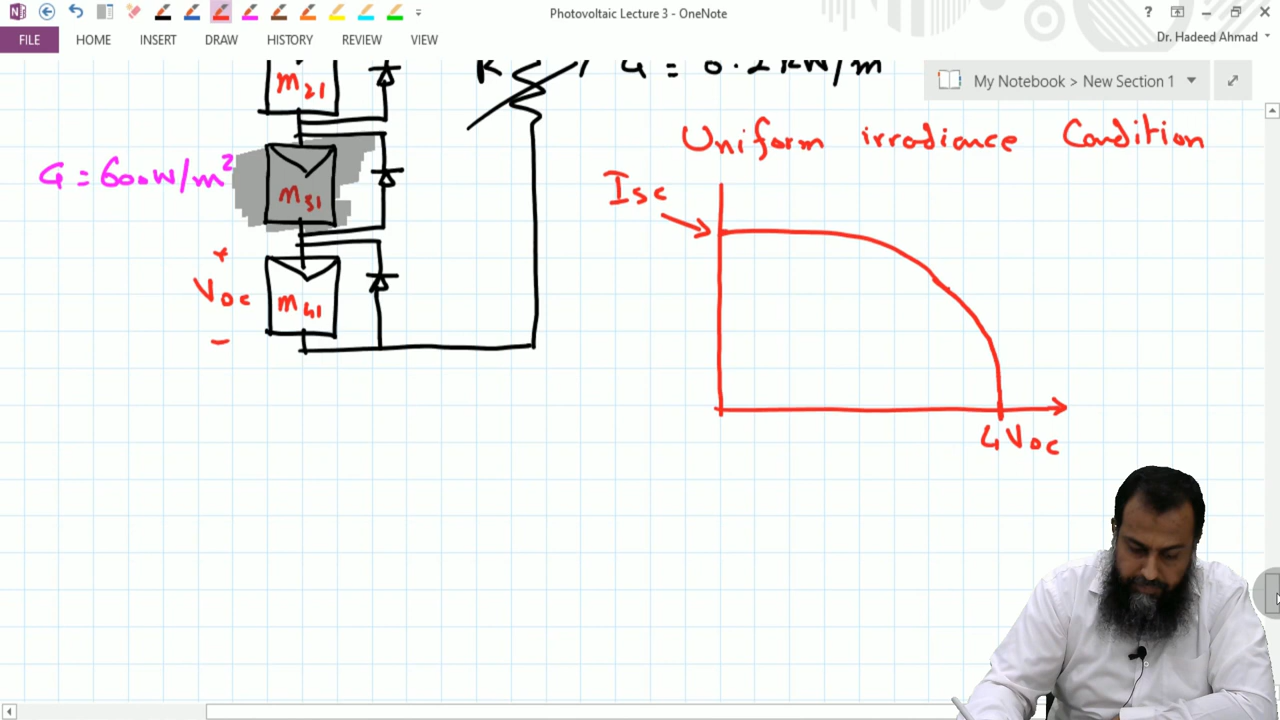 Photovoltaic Lecture 3 - OneNote
Dr. Hadeed Ahmad
FILE HOME INSERT DRAW HISTORY REVIEW VIEW
My Notebook > New Section 1
m21
R
Uniform irradiance Condition
G = 600W/m²
m31
Isc
+
Voc
-
m41
4Voc